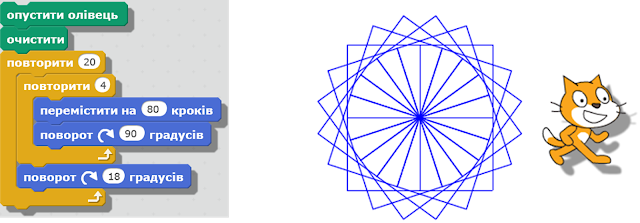 опустити олівець
очистити
повторити 20
повторити 4
перемістити на 80 кроків
поворот 90 градусів
поворот 18 градусів